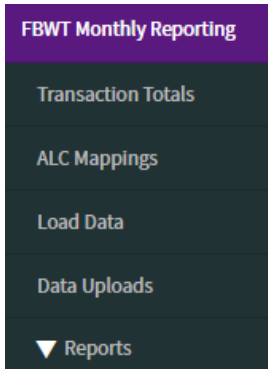 FBWT Monthly Reporting
Transaction Totals
ALC Mappings
Load Data
Data Uploads
Reports